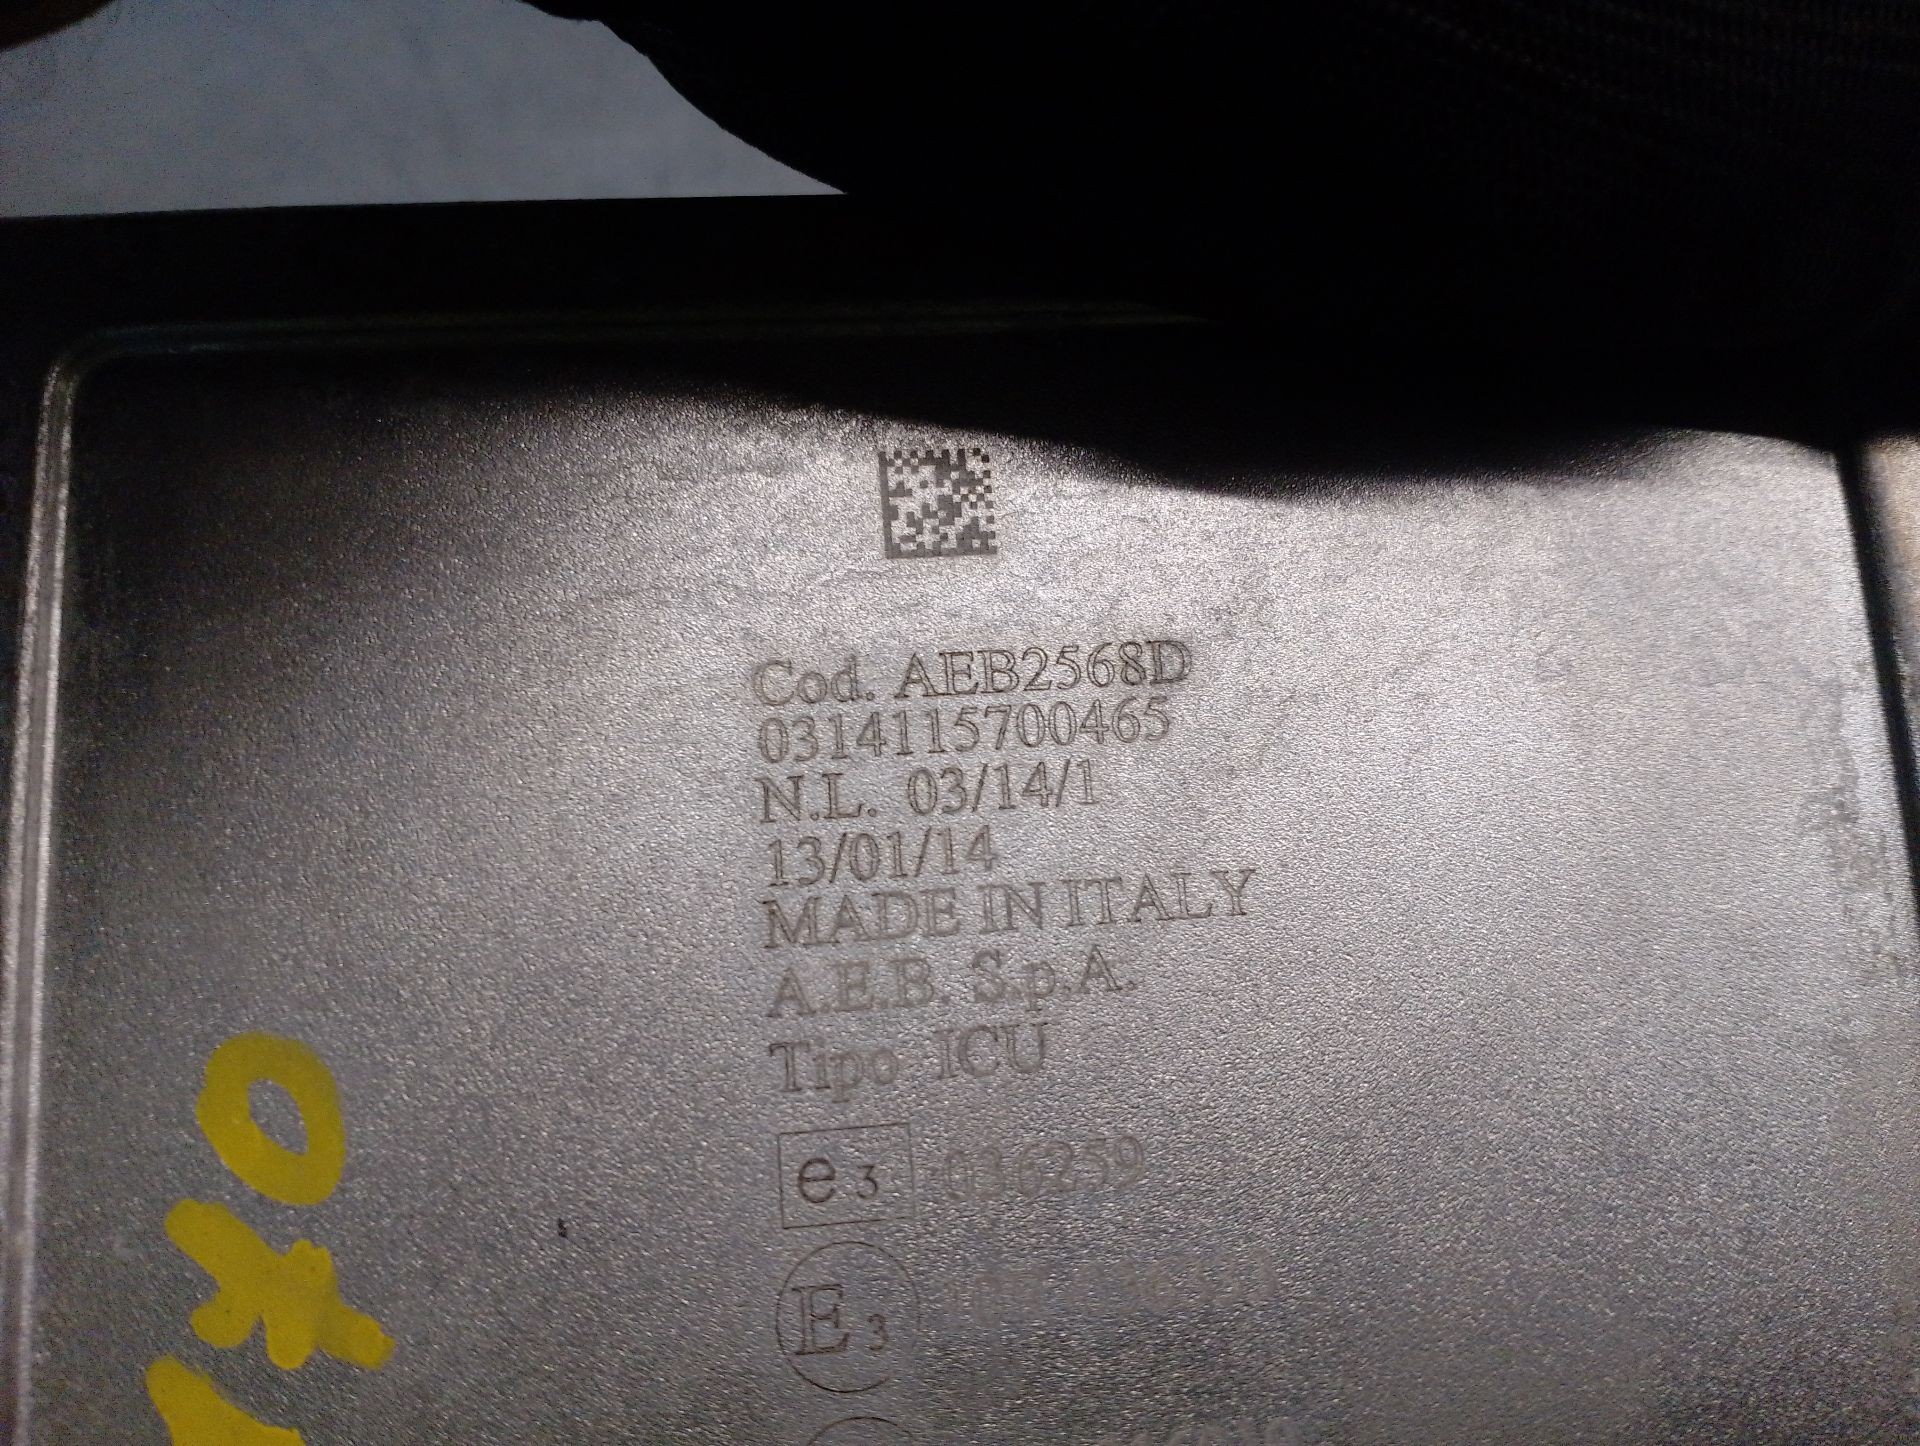 Cod. AEB2568D
0314115700465
N.L. 03/14/1
13/01/14
MADE IN ITALY
A.E.B. S.p.A.
Tipo ICU
e3 036259
E3